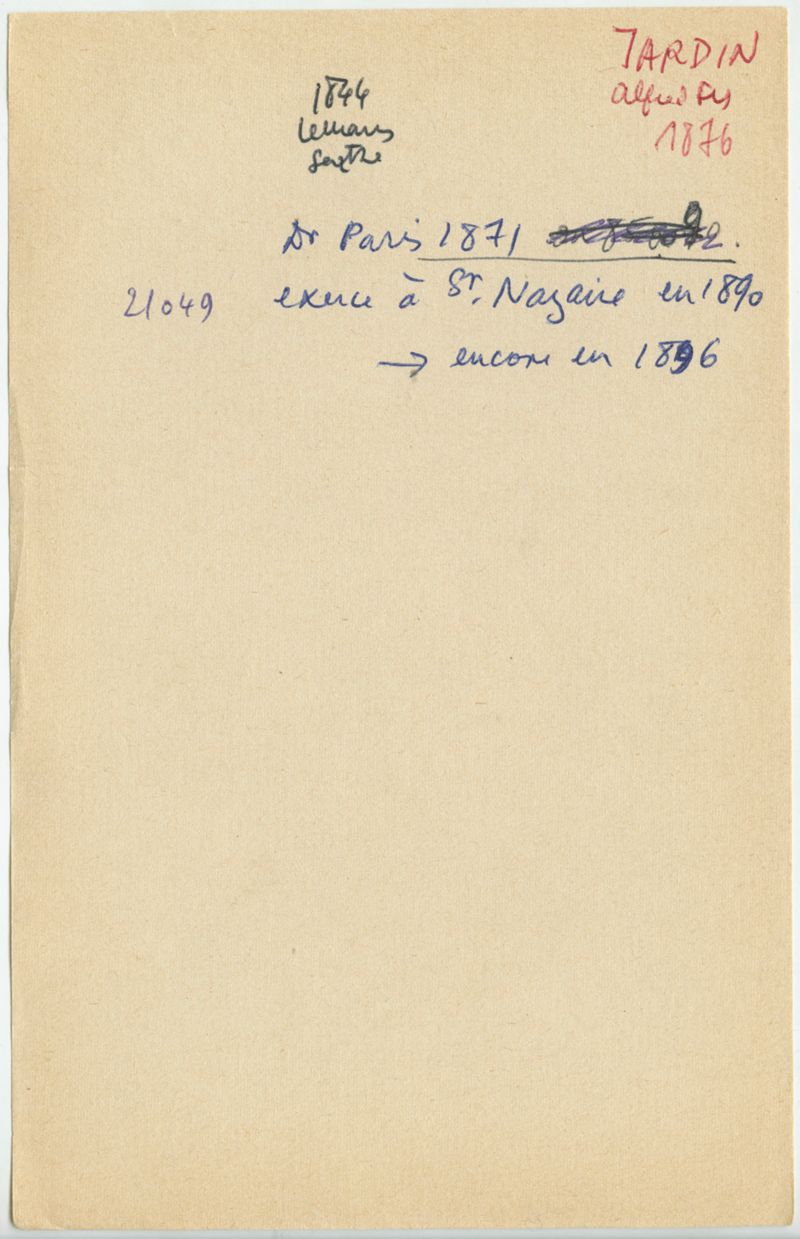 JARDIN
alfred Fs
1876
1844
Le Mans
Sarthe
Dr Paris 1871
21049 exerce à St. Nazaire en 1890
→ encore en 1896